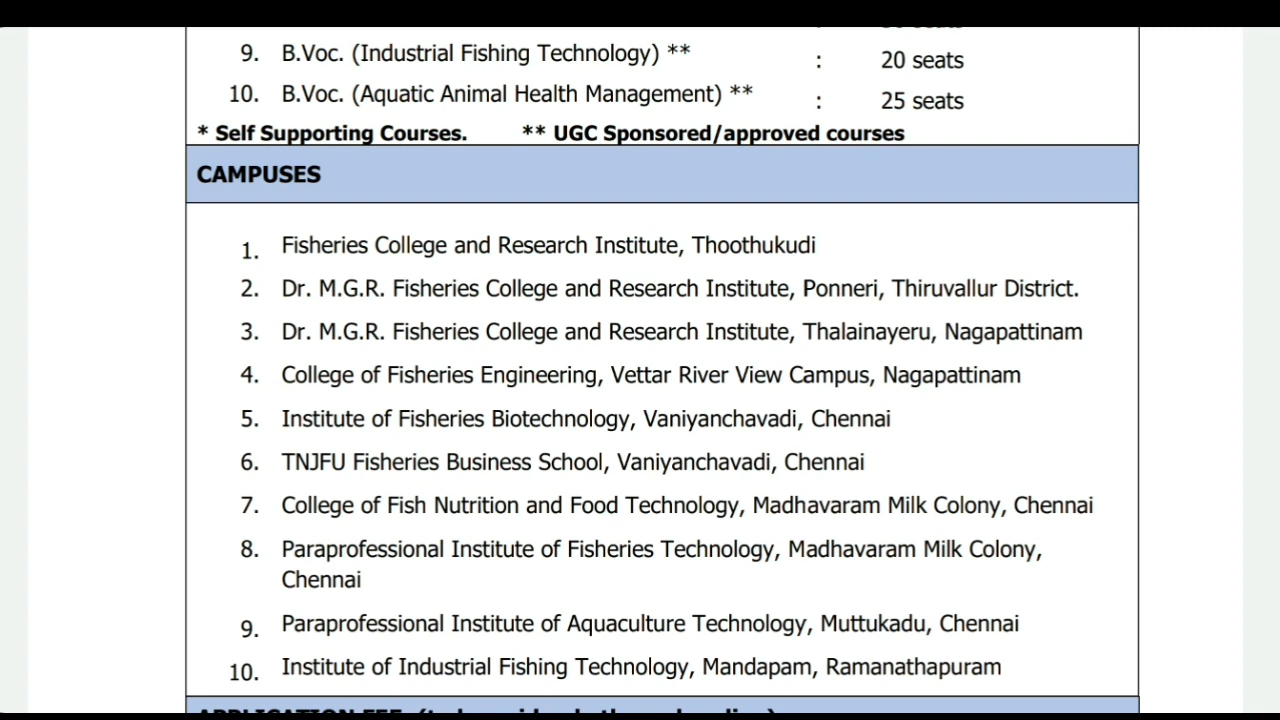 9. B.Voc. (Industrial Fishing Technology) ** : 20 seats
10. B.Voc. (Aquatic Animal Health Management) ** : 25 seats
* Self Supporting Courses. ** UGC Sponsored/approved courses
CAMPUSES
1. Fisheries College and Research Institute, Thoothukudi
2. Dr. M.G.R. Fisheries College and Research Institute, Ponneri, Thiruvallur District.
3. Dr. M.G.R. Fisheries College and Research Institute, Thalainayeru, Nagapattinam
4. College of Fisheries Engineering, Vettar River View Campus, Nagapattinam
5. Institute of Fisheries Biotechnology, Vaniyanchavadi, Chennai
6. TNJFU Fisheries Business School, Vaniyanchavadi, Chennai
7. College of Fish Nutrition and Food Technology, Madhavaram Milk Colony, Chennai
8. Paraprofessional Institute of Fisheries Technology, Madhavaram Milk Colony,
Chennai
9. Paraprofessional Institute of Aquaculture Technology, Muttukadu, Chennai
10. Institute of Industrial Fishing Technology, Mandapam, Ramanathapuram
APPLICATION FEE